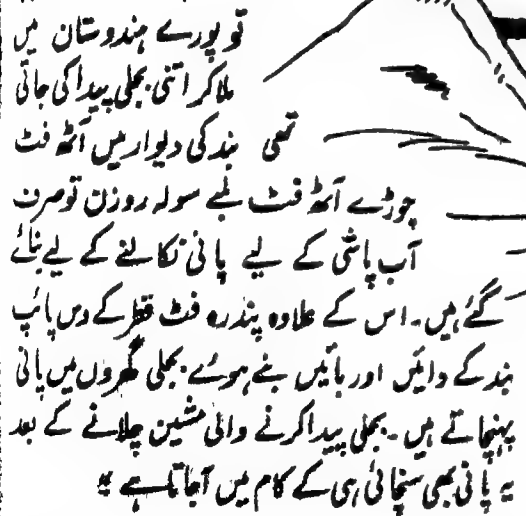 تو پورے ہندوستان میں
ملا کر اتنی بجلی پیدا کی جاتی
تھی بند کی دیوار میں آٹھ فٹ
چوڑے آٹھ فٹ لمبے سولہ روزن تو صرف
آب پاشی کے لیے پانی نکالنے کے لیے بنائے
گئے ہیں۔ اس کے علاوہ پندرہ فٹ قطر کے دس پائپ
بند کے دائیں اور بائیں بنے ہوئے بجلی گھروں میں پانی
پہنچاتے ہیں۔ بجلی پیدا کرنے والی مشین چلانے کے بعد
یہ پانی بھی سنچائی ہی کے کام میں آجاتا ہے ؛؛